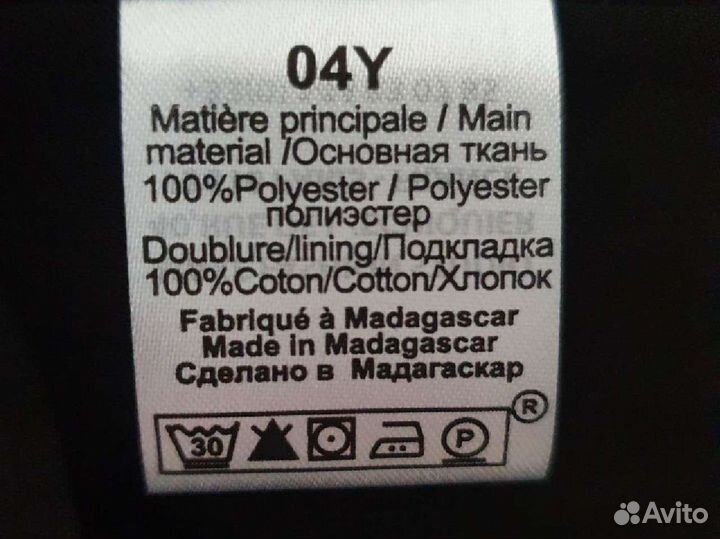 04Y
Matière principale / Main
material /Основная ткань
100%Polyester / Polyester
полиэстер
Doublure/lining/Подкладка
100%Coton/Cotton/Хлопок
Fabriqué à Madagascar
Made in Madagascar
Сделано в Мадагаскар
30 P ®
Avito